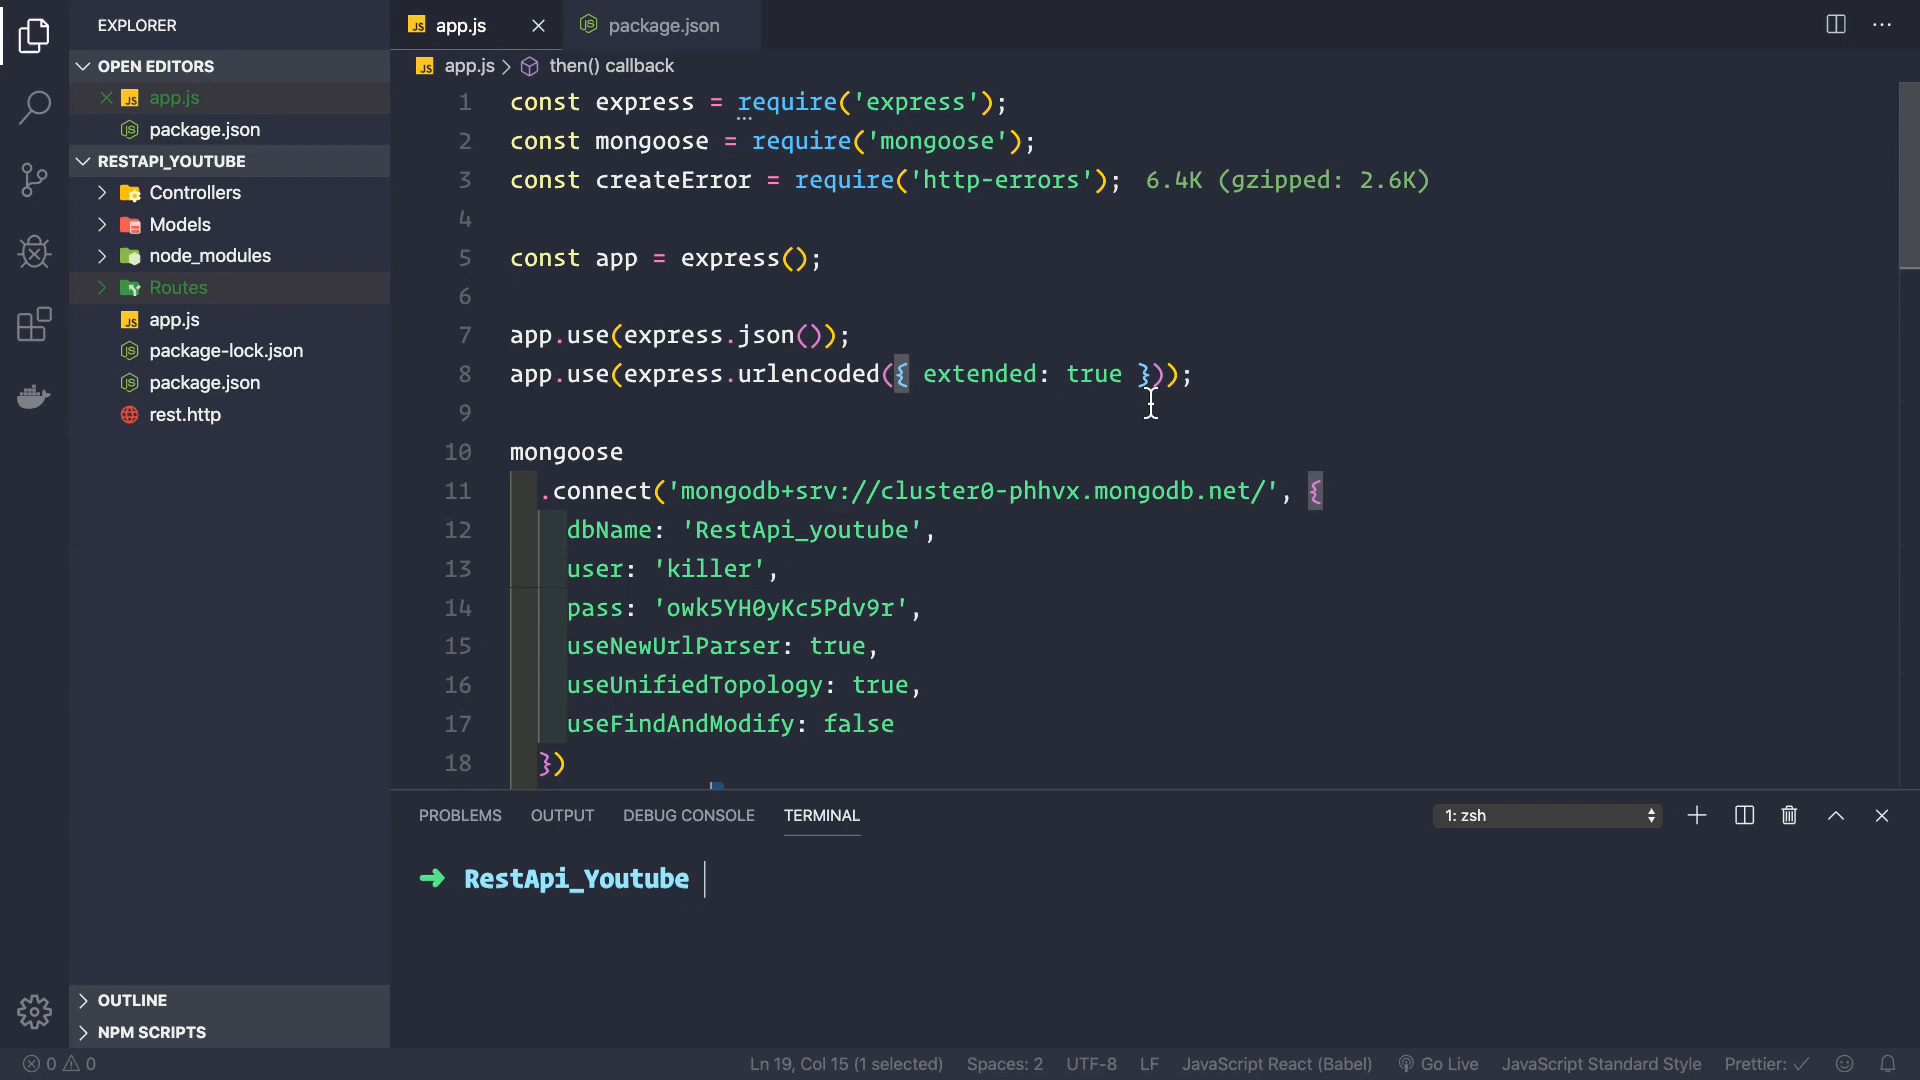 EXPLORER
OPEN EDITORS
JS app.js
package.json
RESTAPI_YOUTUBE
Controllers
Models
node_modules
Routes
JS app.js
package-lock.json
package.json
rest.http
OUTLINE
NPM SCRIPTS
JS app.js
package.json
JS app.js then() callback
1 const express = require('express');
2 const mongoose = require('mongoose');
3 const createError = require('http-errors'); 6.4K (gzipped: 2.6K)
4
5 const app = express();
6
7 app.use(express.json());
8 app.use(express.urlencoded({ extended: true }));
9
10 mongoose
11 .connect('mongodb+srv://cluster0-phhvx.mongodb.net/', {
12 dbName: 'RestApi_youtube',
13 user: 'killer',
14 pass: 'owk5YH0yKc5Pdv9r',
15 useNewUrlParser: true,
16 useUnifiedTopology: true,
17 useFindAndModify: false
18 })
PROBLEMS OUTPUT DEBUG CONSOLE TERMINAL 1: zsh
➜ RestApi_Youtube
0 0 Ln 19, Col 15 (1 selected) Spaces: 2 UTF-8 LF JavaScript React (Babel) Go Live JavaScript Standard Style Prettier: ✓